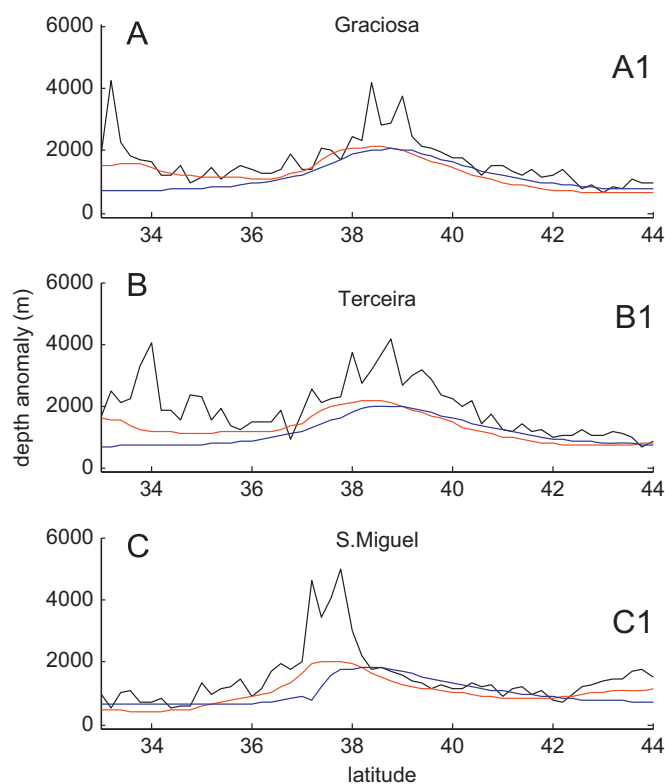 A
Graciosa
A1
6000
4000
2000
0
34 36 38 40 42 44
B
Terceira
B1
6000
4000
2000
0
34 36 38 40 42 44
depth anomaly (m)
C
S.Miguel
C1
6000
4000
2000
0
34 36 38 40 42 44
latitude